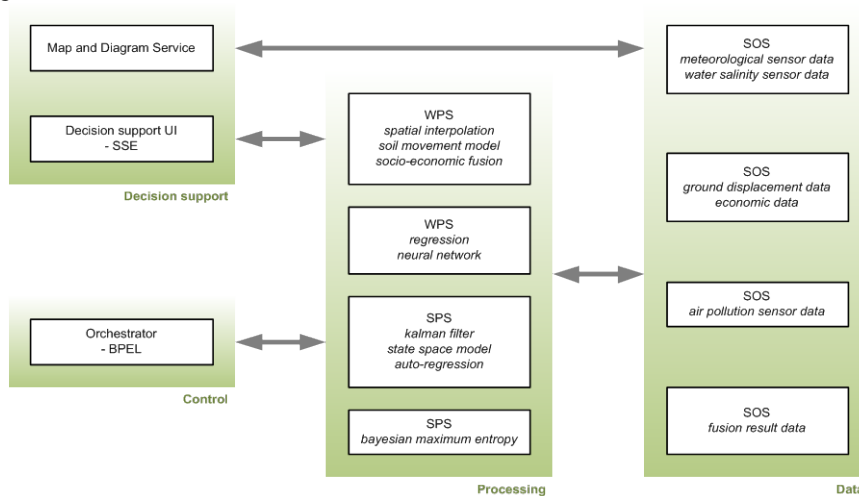 Map and Diagram Service
Decision support UI
- SSE
Decision support
Orchestrator
- BPEL
Control
WPS
spatial interpolation
soil movement model
socio-economic fusion
WPS
regression
neural network
SPS
kalman filter
state space model
auto-regression
SPS
bayesian maximum entropy
Processing
SOS
meteorological sensor data
water salinity sensor data
SOS
ground displacement data
economic data
SOS
air pollution sensor data
SOS
fusion result data
Data